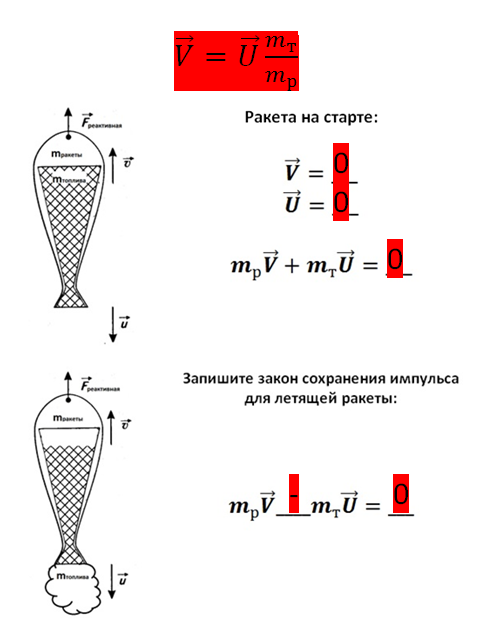 V⃗ = U⃗ mт/mр
Ракета на старте:
F⃗реактивная
mракеты
v⃗
mтоплива
V⃗ = 0
U⃗ = 0
mрV⃗ + mтU⃗ = 0
u⃗
Запишите закон сохранения импульса
для летящей ракеты:
F⃗реактивная
mракеты
v⃗
mрV⃗ - mтU⃗ = 0
mтоплива
u⃗